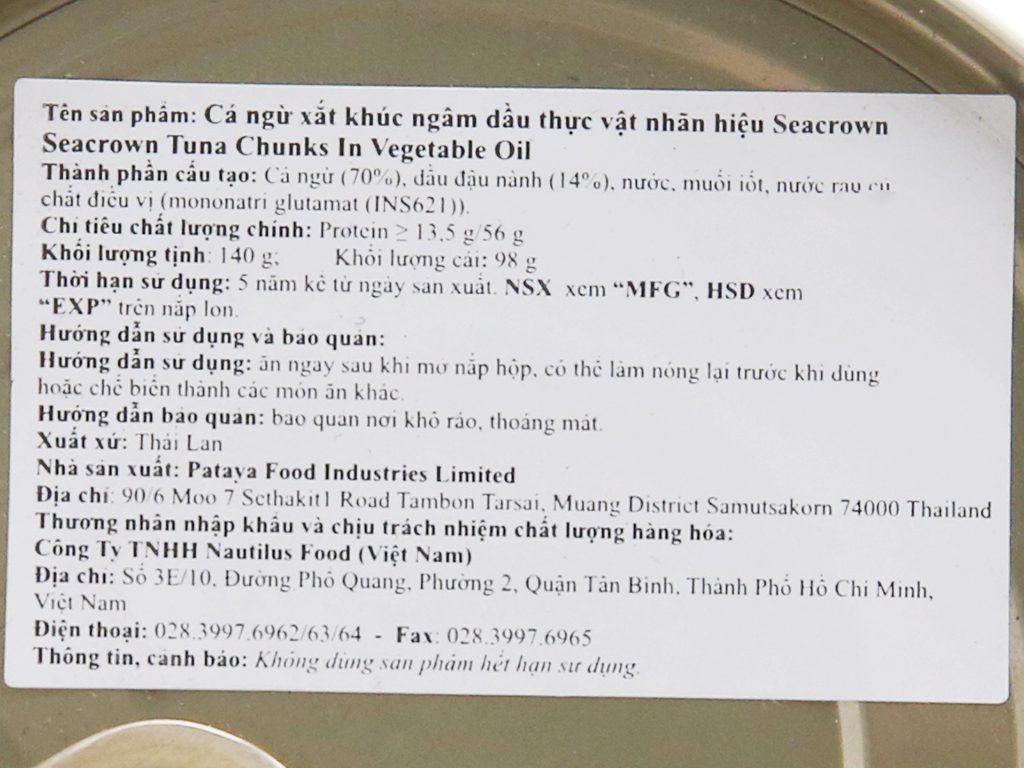 Tên sản phẩm: Cá ngừ xắt khúc ngâm dầu thực vật nhãn hiệu Seacrown
Seacrown Tuna Chunks In Vegetable Oil
Thành phần cấu tạo: Cá ngừ (70%), dầu đậu nành (14%), nước, muối iốt, nước rau củ,
chất điều vị (mononatri glutamat (INS621)).
Chỉ tiêu chất lượng chính: Protein ≥ 13,5 g/56 g
Khối lượng tịnh: 140 g; Khối lượng cái: 98 g
Thời hạn sử dụng: 5 năm kể từ ngày sản xuất. NSX xem “MFG”, HSD xem
“EXP” trên nắp lon.
Hướng dẫn sử dụng và bảo quản:
Hướng dẫn sử dụng: ăn ngay sau khi mở nắp hộp, có thể làm nóng lại trước khi dùng
hoặc chế biến thành các món ăn khác.
Hướng dẫn bảo quản: bảo quản nơi khô ráo, thoáng mát.
Xuất xứ: Thái Lan
Nhà sản xuất: Pataya Food Industries Limited
Địa chỉ: 90/6 Moo 7 Sethakit1 Road Tambon Tarsai, Muang District Samutsakorn 74000 Thailand
Thương nhân nhập khẩu và chịu trách nhiệm chất lượng hàng hóa:
Công Ty TNHH Nautilus Food (Việt Nam)
Địa chỉ: Số 3E/10, Đường Phổ Quang, Phường 2, Quận Tân Bình, Thành Phố Hồ Chí Minh,
Việt Nam
Điện thoại: 028.3997.6962/63/64 - Fax: 028.3997.6965
Thông tin, cảnh báo: Không dùng sản phẩm hết hạn sử dụng.